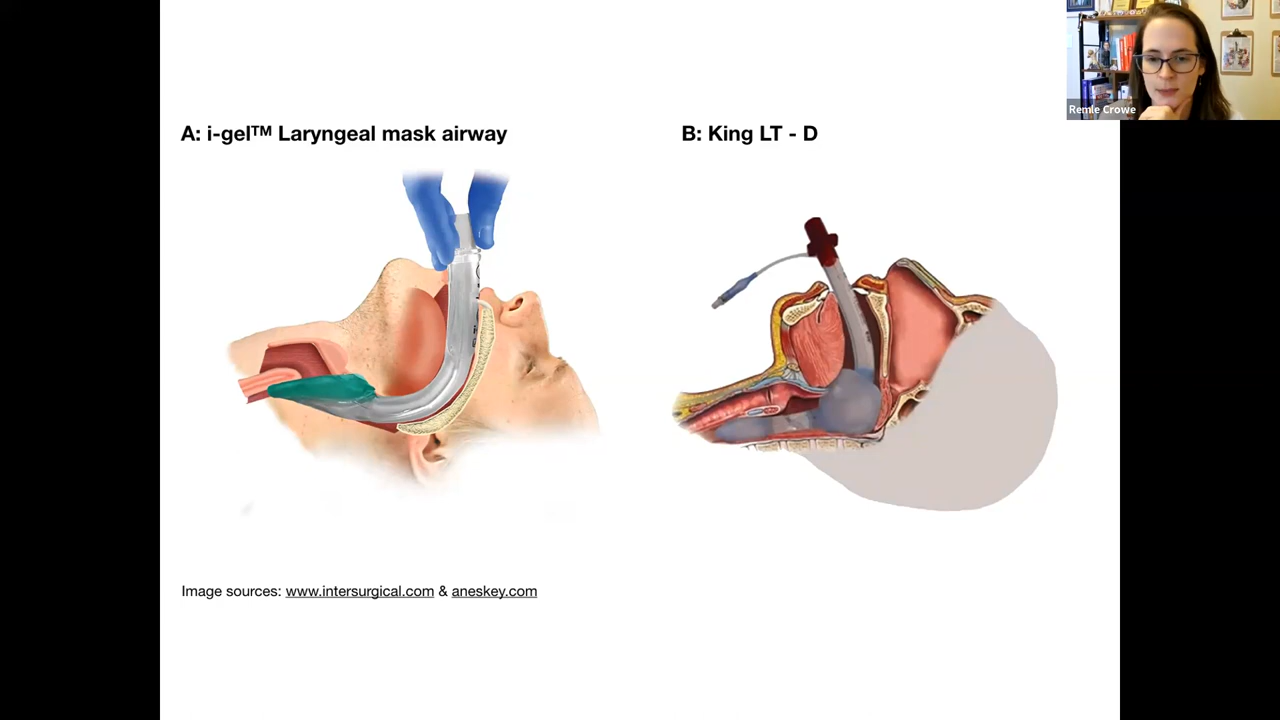 Remle Crowe
A: i-gel™ Laryngeal mask airway
B: King LT - D
Image sources: www.intersurgical.com & aneskey.com